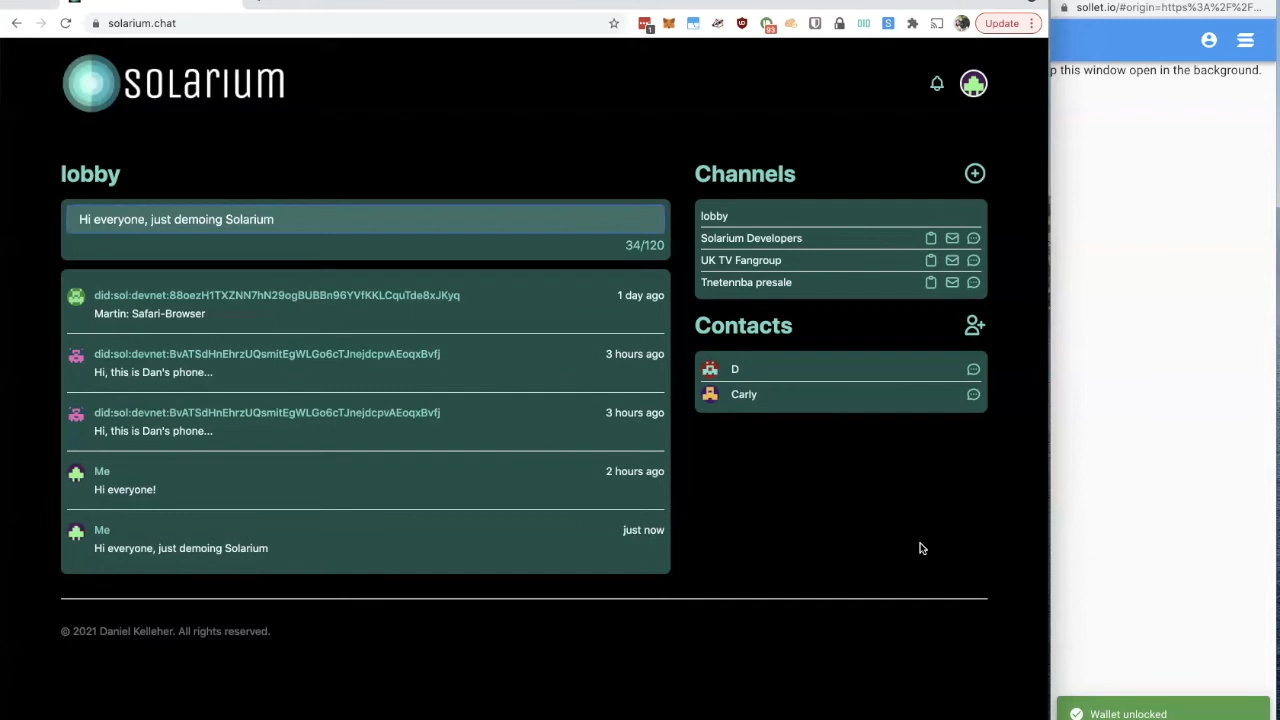 solarium.chat
1
95
DID
S
Update
sollet.io/#origin=https%3A%2F%2F...
p this window open in the background.
solarium
lobby
Hi everyone, just demoing Solarium
34/120
did:sol:devnet:88oezH1TXZNN7hN29ogBUBBn96YVfKKLCquTde8xJKyq
1 day ago
Martin: Safari-Browser
did:sol:devnet:BvATSdHnEhrzUQsmitEgWLGo6cTJnejdcpvAEoqxBvfj
3 hours ago
Hi, this is Dan's phone...
did:sol:devnet:BvATSdHnEhrzUQsmitEgWLGo6cTJnejdcpvAEoqxBvfj
3 hours ago
Hi, this is Dan's phone...
Me
2 hours ago
Hi everyone!
Me
just now
Hi everyone, just demoing Solarium
Channels
lobby
Solarium Developers
UK TV Fangroup
Tnetennba presale
Contacts
D
Carly
© 2021 Daniel Kelleher. All rights reserved.
Wallet unlocked